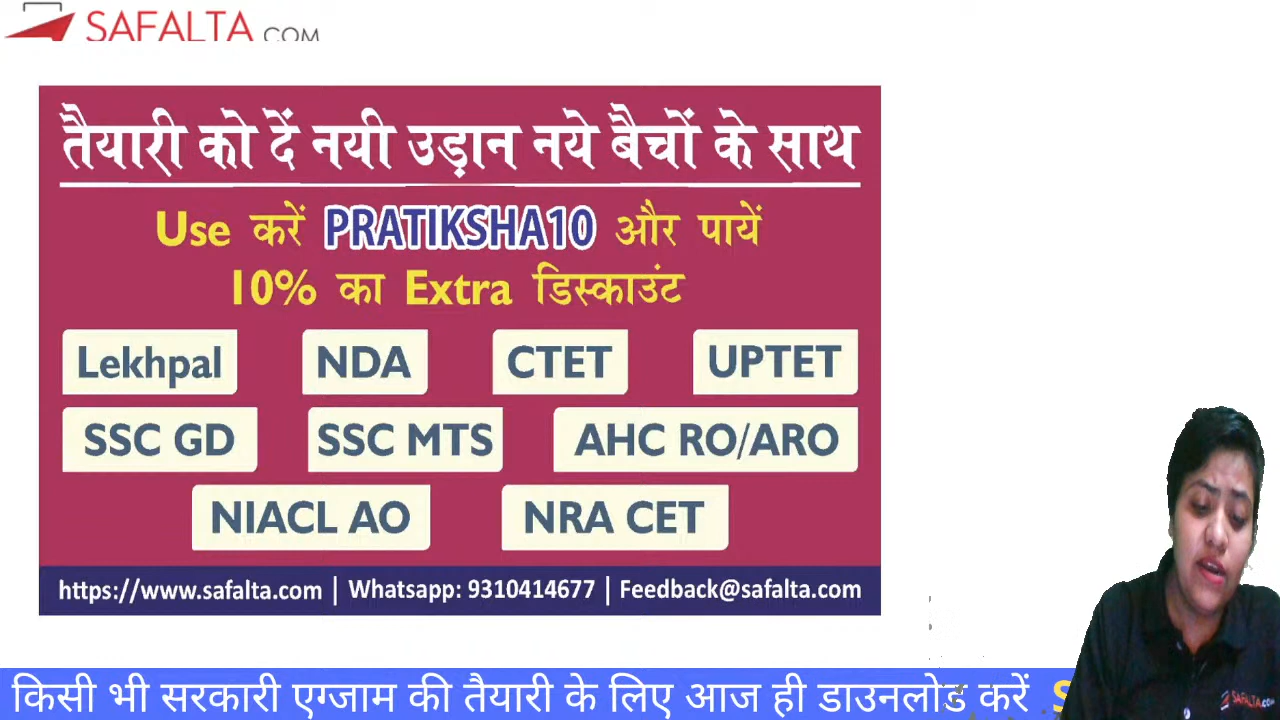 SAFALTA.COM
तैयारी को दें नयी उड़ान नये बैचों के साथ
Use करें PRATIKSHA10 और पायें
10% का Extra डिस्काउंट
Lekhpal NDA CTET UPTET
SSC GD SSC MTS AHC RO/ARO
NIACL AO NRA CET
https://www.safalta.com | Whatsapp: 9310414677 | Feedback@safalta.com
किसी भी सरकारी एग्जाम की तैयारी के लिए आज ही डाउनलोड करें S
SAFALTA.COM